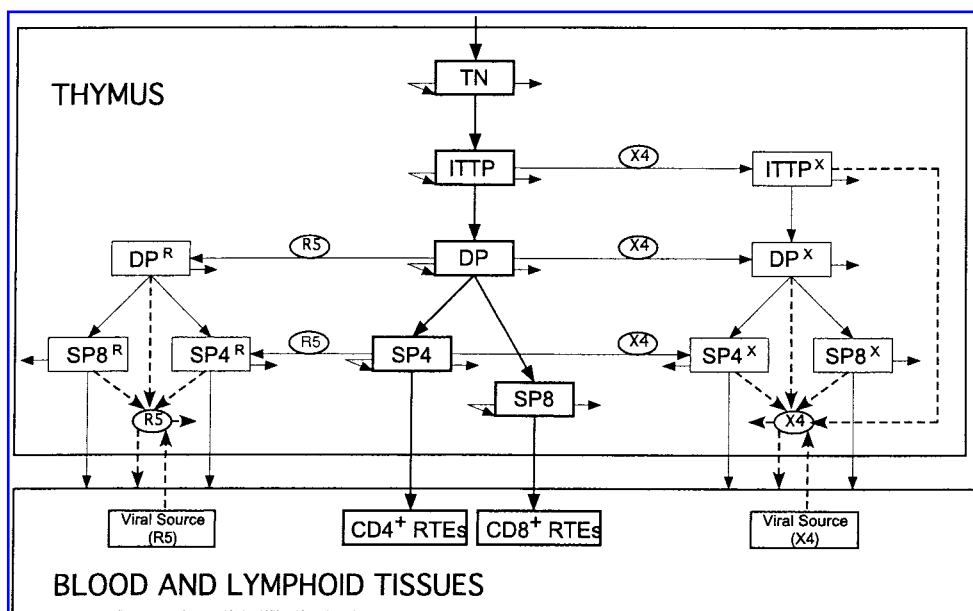 TN
THYMUS
ITTP
X4
ITTP^X
DP^R
R5
DP
X4
DP^X
SP8^R
SP4^R
R5
SP4
X4
SP4^X
SP8^X
SP8
R5
X4
Viral Source
(R5)
CD4^+ RTEs
CD8^+ RTEs
Viral Source
(X4)
BLOOD AND LYMPHOID TISSUES